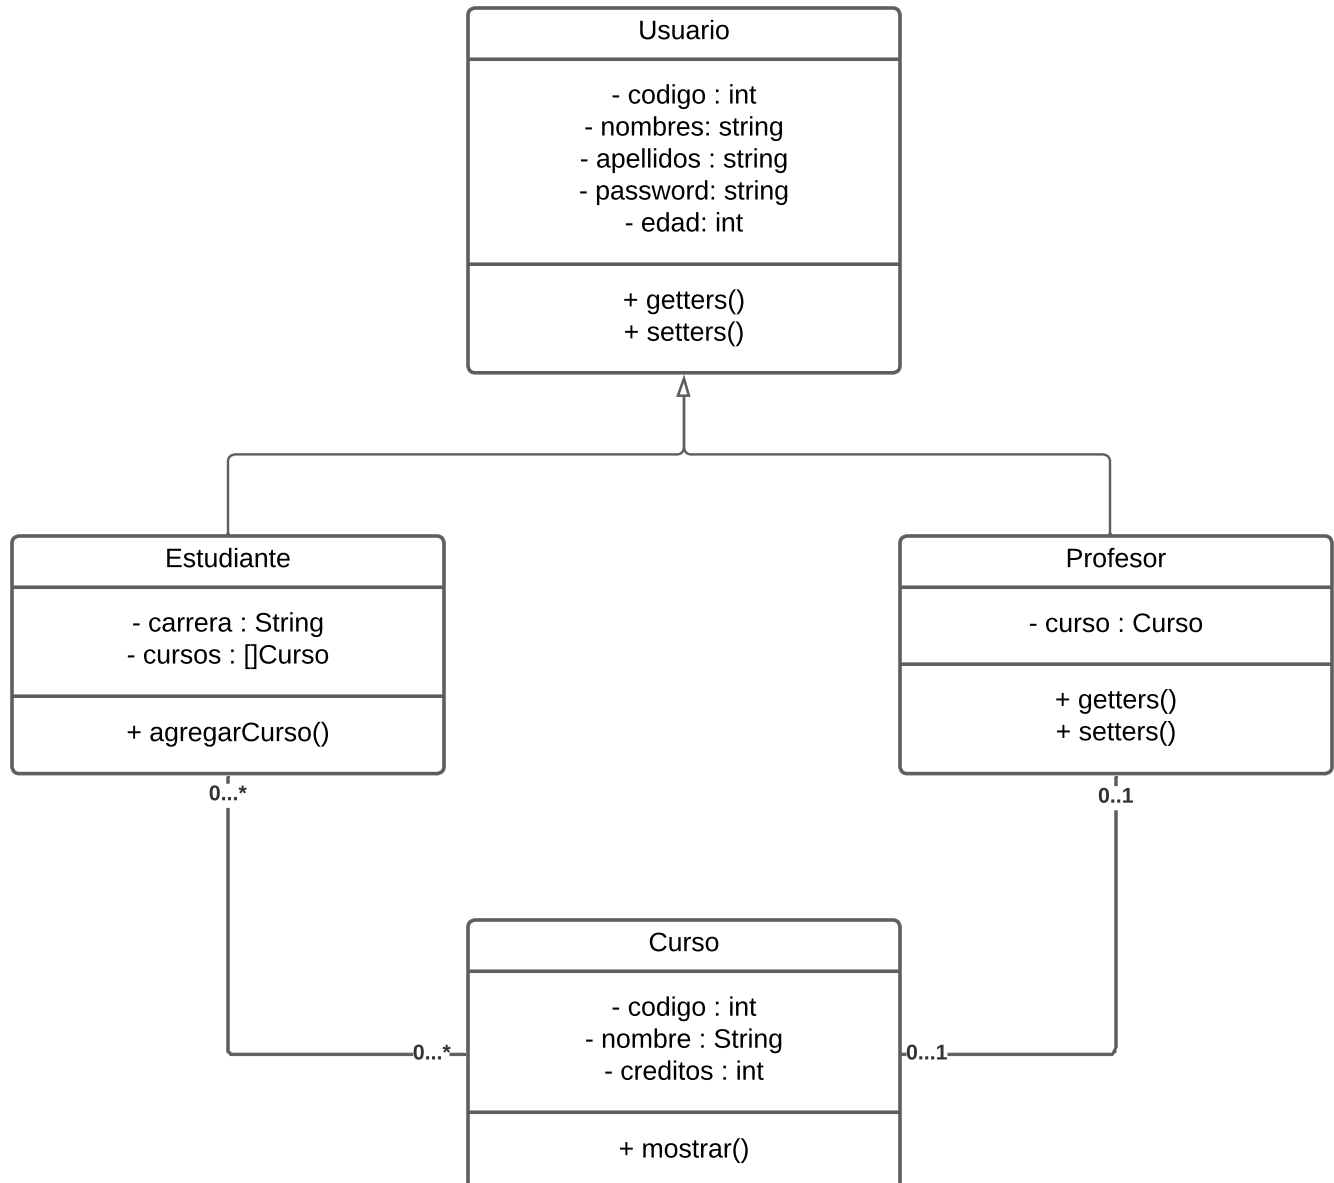 Usuario
- codigo : int
- nombres: string
- apellidos : string
- password: string
- edad: int
+ getters()
+ setters()
Estudiante
- carrera : String
- cursos : []Curso
+ agregarCurso()
0...*
Profesor
- curso : Curso
+ getters()
+ setters()
0..1
Curso
- codigo : int
- nombre : String
- creditos : int
+ mostrar()
0...*
0...1